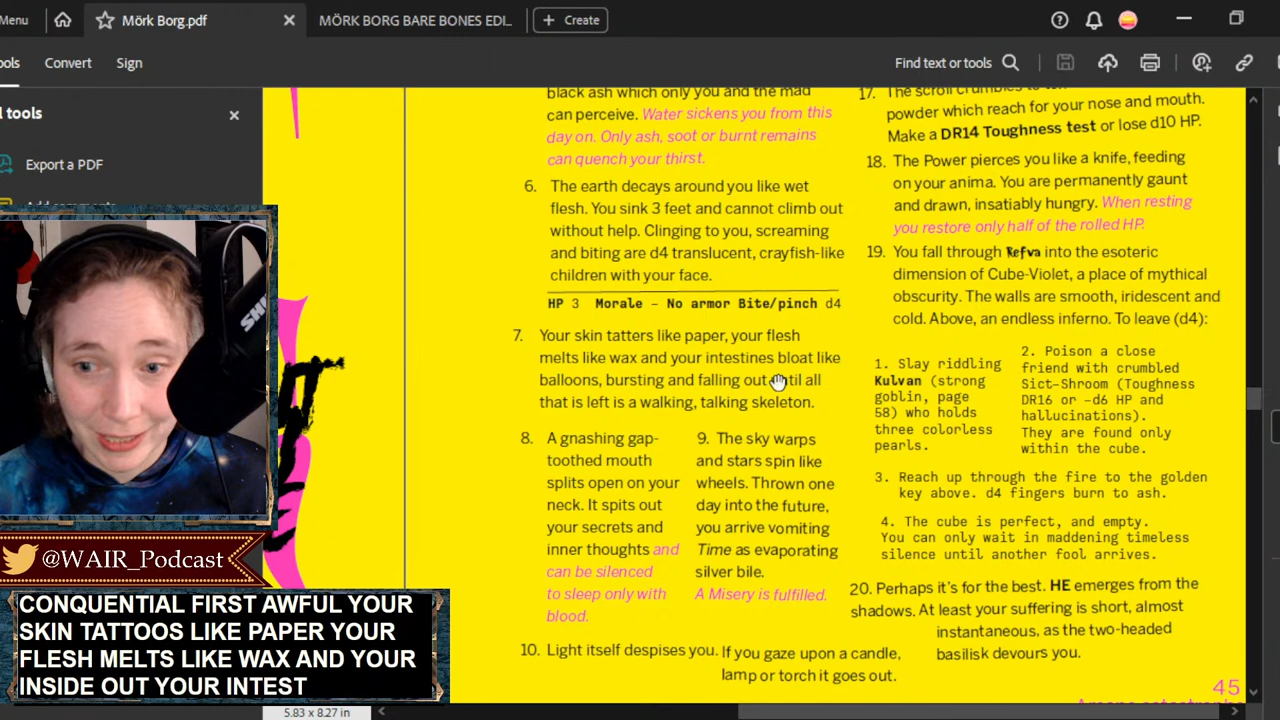 Menu
Mörk Borg.pdf
MÖRK BORG BARE BONES EDI...
Create
ools
Convert
Sign
Find text or tools
l tools
Export a PDF
black ash which only you and the mad
can perceive. Water sickens you from this
day on. Only ash, soot or burnt remains
can quench your thirst.
6. The earth decays around you like wet
flesh. You sink 3 feet and cannot climb out
without help. Clinging to you, screaming
and biting are d4 translucent, crayfish-like
children with your face.
HP 3 Morale – No armor Bite/pinch d4
7. Your skin tatters like paper, your flesh
melts like wax and your intestines bloat like
balloons, bursting and falling out until all
that is left is a walking, talking skeleton.
8. A gnashing gap-
toothed mouth
splits open on your
neck. It spits out
your secrets and
inner thoughts and
can be silenced
to sleep only with
blood.
9. The sky warps
and stars spin like
wheels. Thrown one
day into the future,
you arrive vomiting
Time as evaporating
silver bile.
A Misery is fulfilled.
10. Light itself despises you. If you gaze upon a candle,
lamp or torch it goes out.
17. The scroll crumbles to
powder which reach for your nose and mouth.
Make a DR14 Toughness test or lose d10 HP.
18. The Power pierces you like a knife, feeding
on your anima. You are permanently gaunt
and drawn, insatiably hungry. When resting
you restore only half of the rolled HP.
19. You fall through Refva into the esoteric
dimension of Cube-Violet, a place of mythical
obscurity. The walls are smooth, iridescent and
cold. Above, an endless inferno. To leave (d4):
1. Slay riddling
Kulvan (strong
goblin, page
58) who holds
three colorless
pearls.
2. Poison a close
friend with crumbled
Sict-Shroom (Toughness
DR16 or –d6 HP and
hallucinations).
They are found only
within the cube.
3. Reach up through the fire to the golden
key above. d4 fingers burn to ash.
4. The cube is perfect, and empty.
You can only wait in maddening timeless
silence until another fool arrives.
20. Perhaps it's for the best. HE emerges from the
shadows. At least your suffering is short, almost
instantaneous, as the two-headed
basilisk devours you.
45
@WAIR_Podcast
CONQUENTIAL FIRST AWFUL YOUR
SKIN TATTOOS LIKE PAPER YOUR
FLESH MELTS LIKE WAX AND YOUR
INSIDE OUT YOUR INTEST
5.83 x 8.27 in